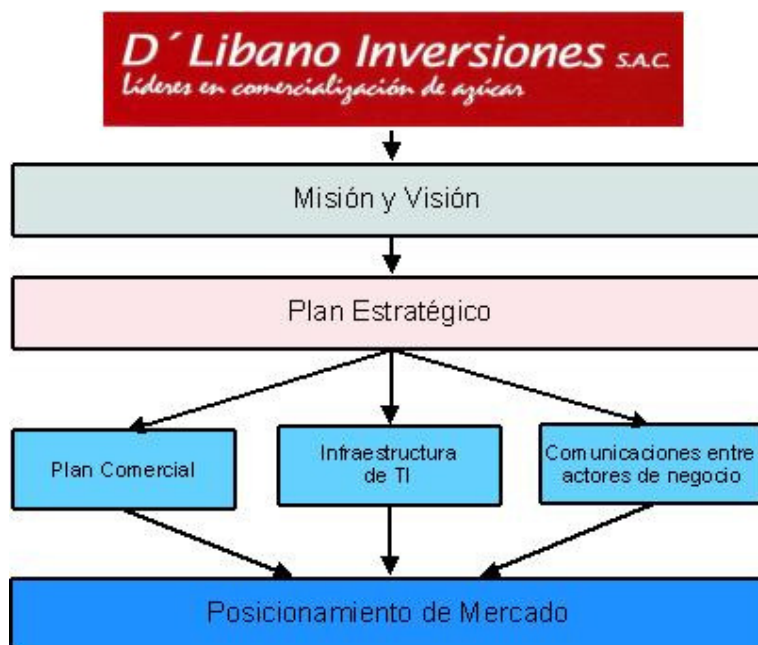 D´ Libano Inversiones S.A.C.
Líderes en comercialización de azúcar
Misión y Visión
Plan Estratégico
Plan Comercial
Infraestructura
de TI
Comunicaciones entre
actores de negocio
Posicionamiento de Mercado